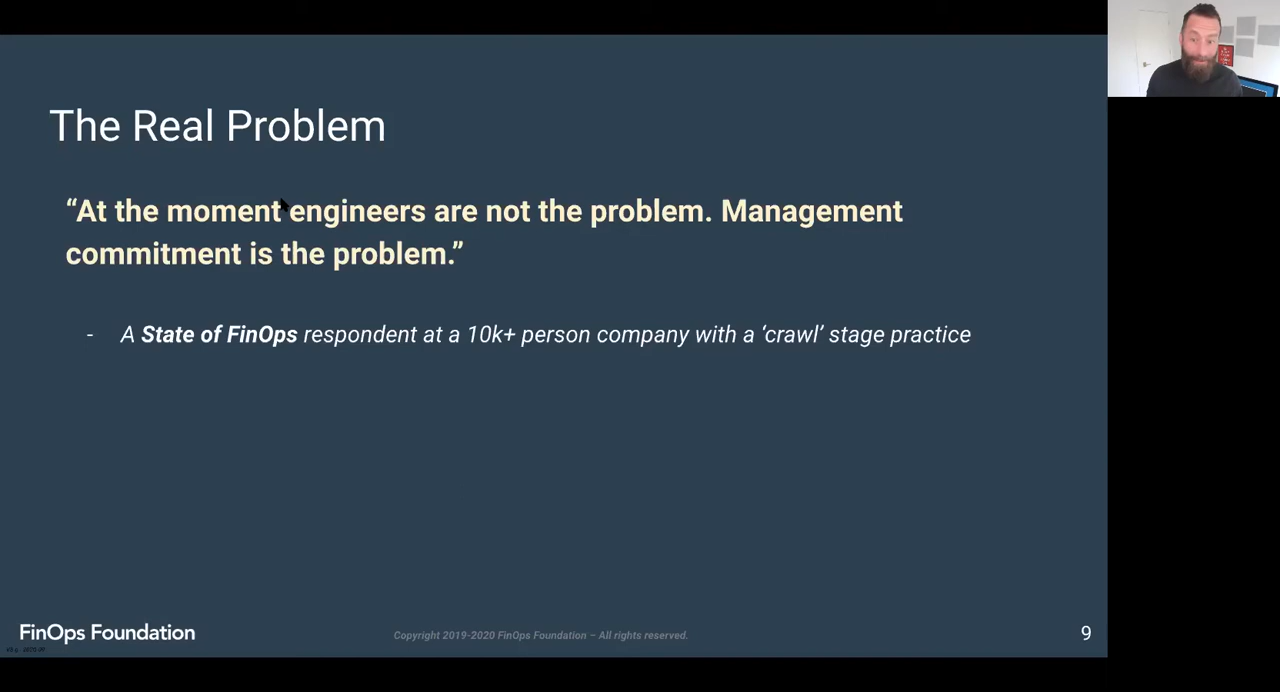 The Real Problem
“At the moment engineers are not the problem. Management
commitment is the problem.”
- A State of FinOps respondent at a 10k+ person company with a ‘crawl’ stage practice
FinOps Foundation
Copyright 2019-2020 FinOps Foundation – All rights reserved.
9